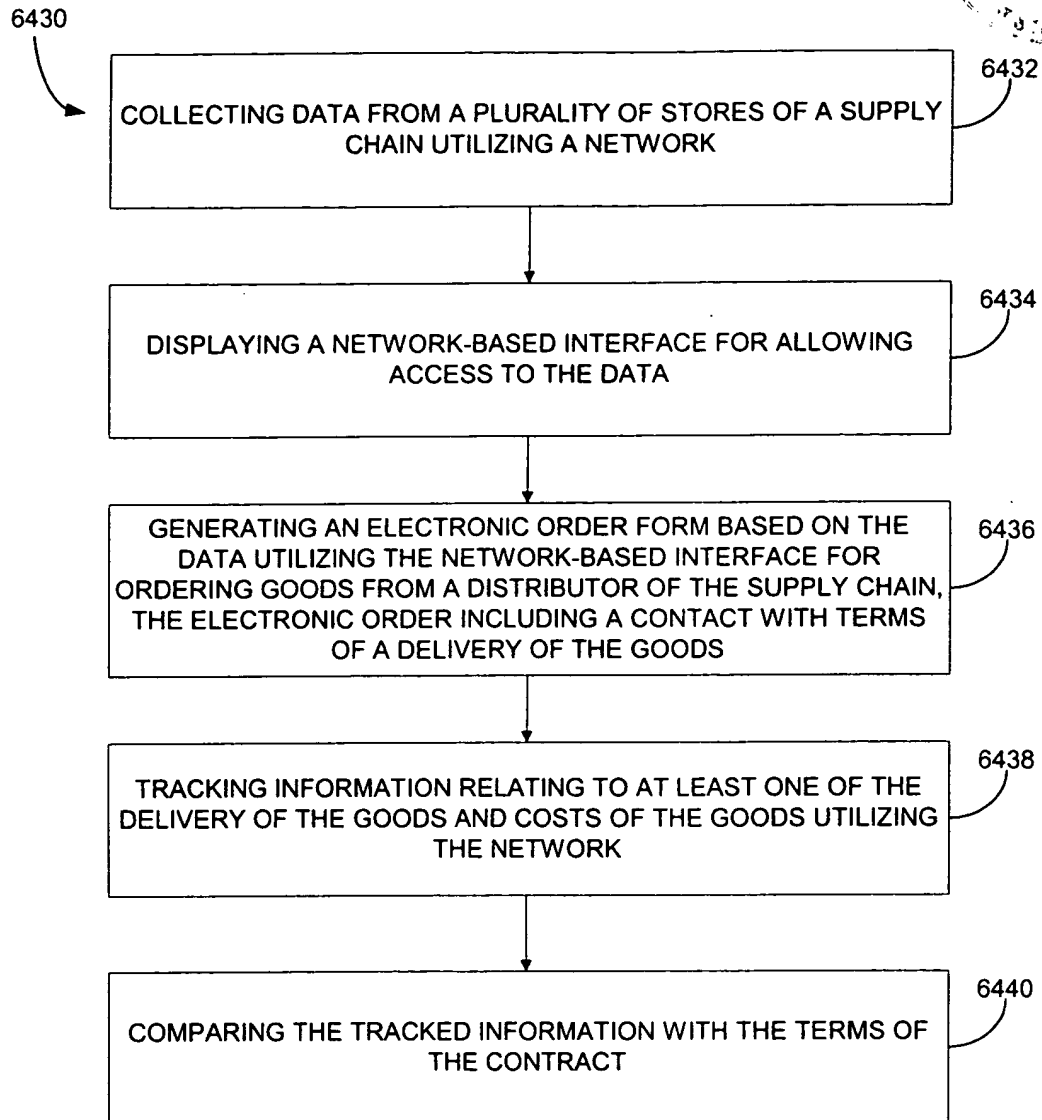 6430
6432
COLLECTING DATA FROM A PLURALITY OF STORES OF A SUPPLY
CHAIN UTILIZING A NETWORK
6434
DISPLAYING A NETWORK-BASED INTERFACE FOR ALLOWING
ACCESS TO THE DATA
6436
GENERATING AN ELECTRONIC ORDER FORM BASED ON THE
DATA UTILIZING THE NETWORK-BASED INTERFACE FOR
ORDERING GOODS FROM A DISTRIBUTOR OF THE SUPPLY CHAIN,
THE ELECTRONIC ORDER INCLUDING A CONTACT WITH TERMS
OF A DELIVERY OF THE GOODS
6438
TRACKING INFORMATION RELATING TO AT LEAST ONE OF THE
DELIVERY OF THE GOODS AND COSTS OF THE GOODS UTILIZING
THE NETWORK
6440
COMPARING THE TRACKED INFORMATION WITH THE TERMS OF
THE CONTRACT